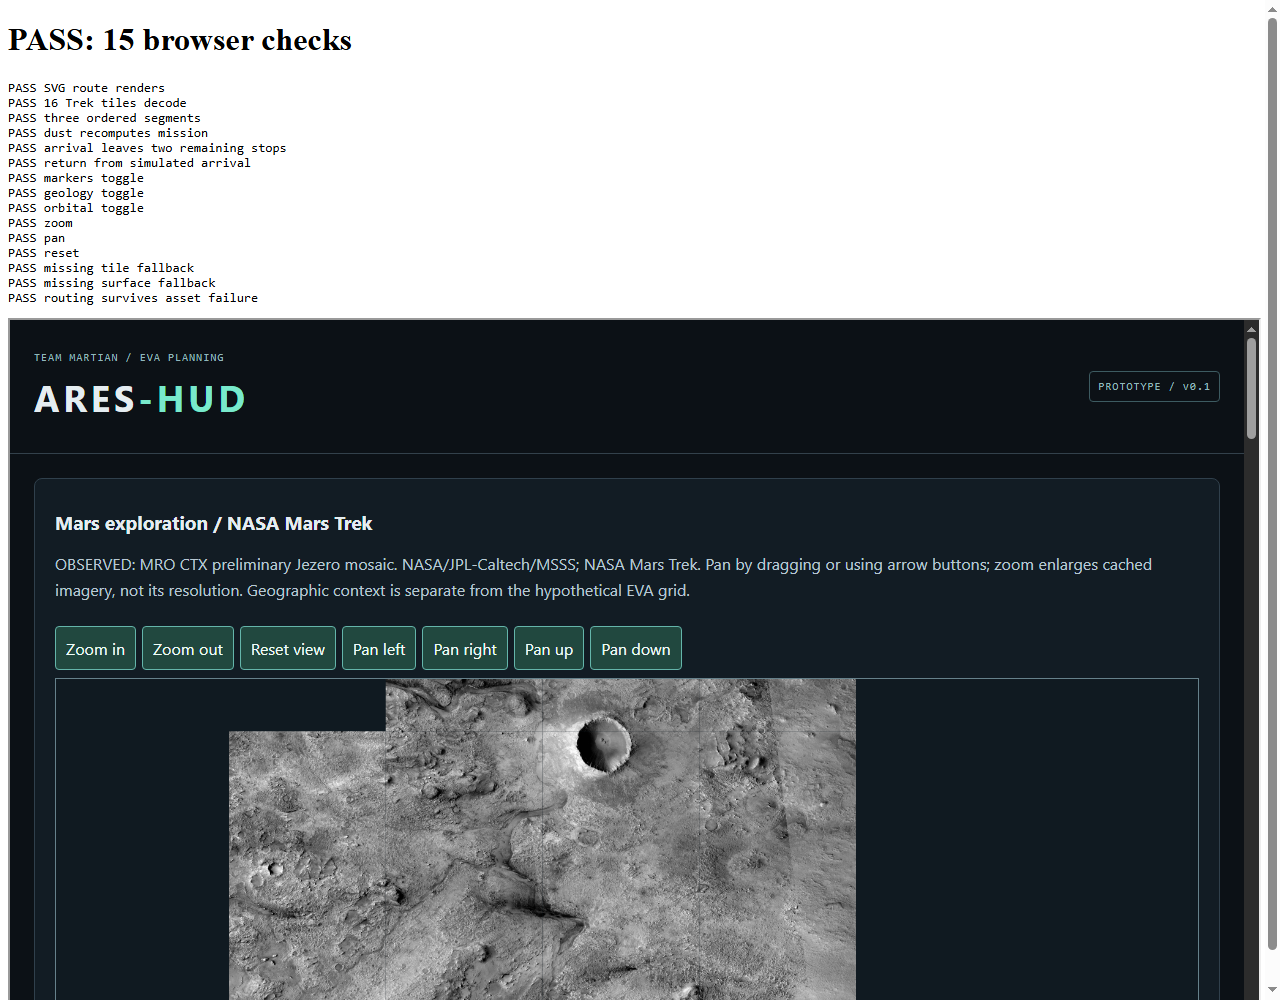 PASS: 15 browser checks
PASS SVG route renders
PASS 16 Trek tiles decode
PASS three ordered segments
PASS dust recomputes mission
PASS arrival leaves two remaining stops
PASS return from simulated arrival
PASS markers toggle
PASS geology toggle
PASS orbital toggle
PASS zoom
PASS pan
PASS reset
PASS missing tile fallback
PASS missing surface fallback
PASS routing survives asset failure
TEAM MARTIAN / EVA PLANNING
ARES-HUD
PROTOTYPE / v0.1
Mars exploration / NASA Mars Trek
OBSERVED: MRO CTX preliminary Jezero mosaic. NASA/JPL-Caltech/MSSS; NASA Mars Trek. Pan by dragging or using arrow buttons; zoom enlarges cached
imagery, not its resolution. Geographic context is separate from the hypothetical EVA grid.
Zoom in Zoom out Reset view Pan left Pan right Pan up Pan down